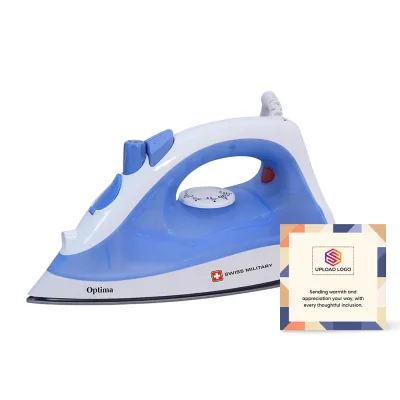 SWISS MILITARY
Optima
UPLOAD LOGO
Sending warmth and
appreciation your way, with
every thoughtful inclusion.